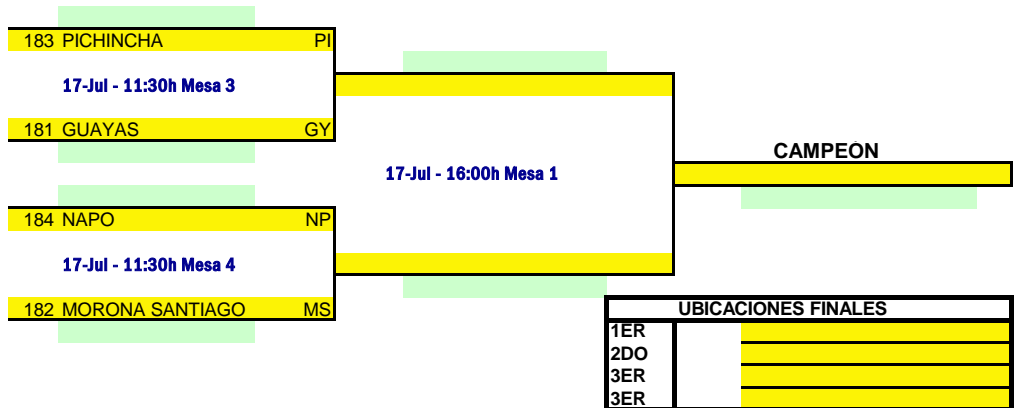 183 PICHINCHA PI
17-Jul - 11:30h Mesa 3
181 GUAYAS GY
CAMPEÓN
17-Jul - 16:00h Mesa 1
184 NAPO NP
17-Jul - 11:30h Mesa 4
182 MORONA SANTIAGO MS
UBICACIONES FINALES
1ER
2DO
3ER
3ER